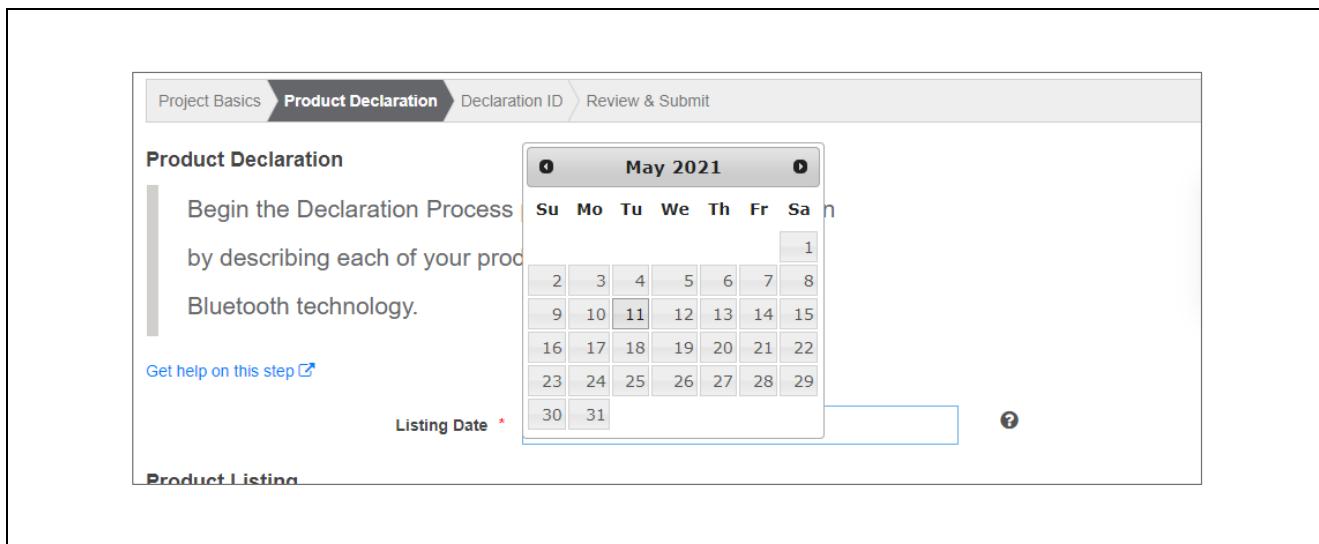 Project Basics Product Declaration Declaration ID Review & Submit
Product Declaration
Begin the Declaration Process
n
by describing each of your prod
Bluetooth technology.
Get help on this step
May 2021
Su Mo Tu We Th Fr Sa
1
2 3 4 5 6 7 8
9 10 11 12 13 14 15
16 17 18 19 20 21 22
23 24 25 26 27 28 29
30 31
Listing Date *
Product Listing